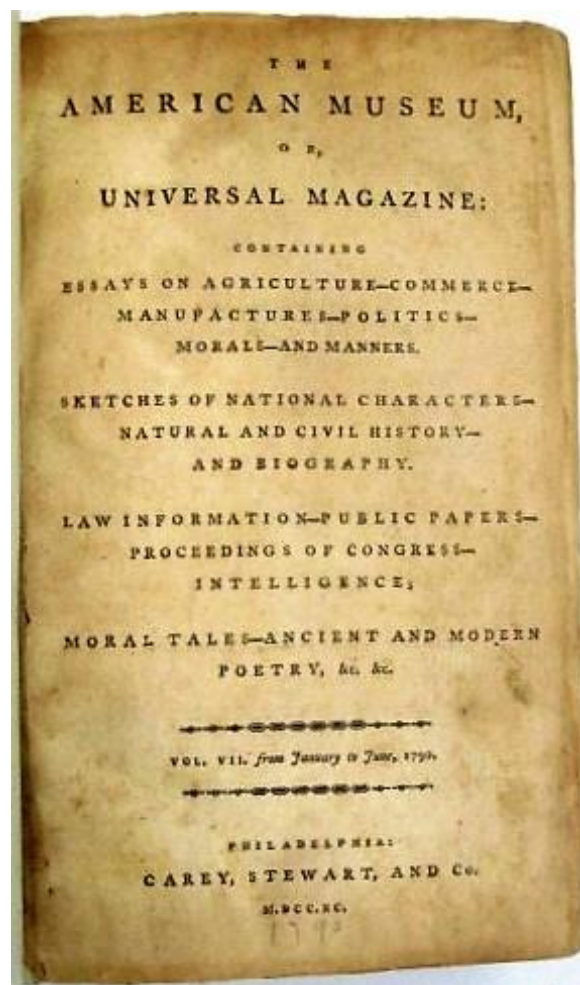 THE
AMERICAN MUSEUM,
OR,
UNIVERSAL MAGAZINE:
CONTAINING
ESSAYS ON AGRICULTURE—COMMERCE—
MANUFACTURES—POLITICS—
MORALS—AND MANNERS.
SKETCHES OF NATIONAL CHARACTERS—
NATURAL AND CIVIL HISTORY—
AND BIOGRAPHY.
LAW INFORMATION—PUBLIC PAPERS—
PROCEEDINGS OF CONGRESS—
INTELLIGENCE;
MORAL TALES—ANCIENT AND MODERN
POETRY, &c. &c.
VOL. VII. from January to June, 1790.
PHILADELPHIA:
CAREY, STEWART, AND Co.
M.DCC.XC.
1790